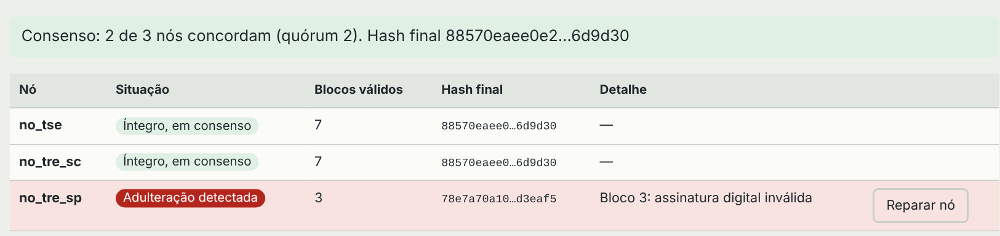 Consenso: 2 de 3 nós concordam (quórum 2). Hash final 88570eaee0e2...6d9d30
Nó Situação Blocos válidos Hash final Detalhe
no_tse Íntegro, em consenso 7 88570eaee0…6d9d30 —
no_tre_sc Íntegro, em consenso 7 88570eaee0…6d9d30 —
no_tre_sp Adulteração detectada 3 78e7a70a10…d3eaf5 Bloco 3: assinatura digital inválida Reparar nó